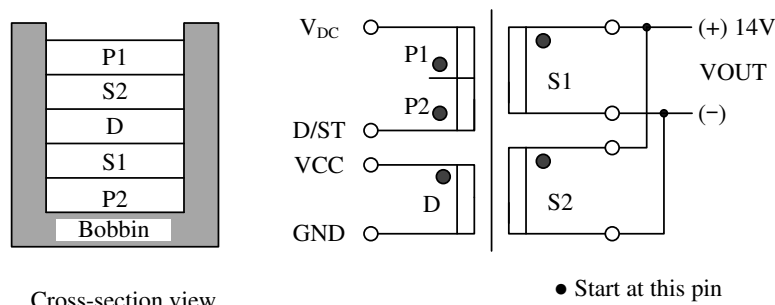 P1
S2
D
S1
P2
Bobbin
Cross-section view
VDC
P1
P2
D/ST
VCC
D
GND
S1
S2
(+) 14V
VOUT
(−)
● Start at this pin